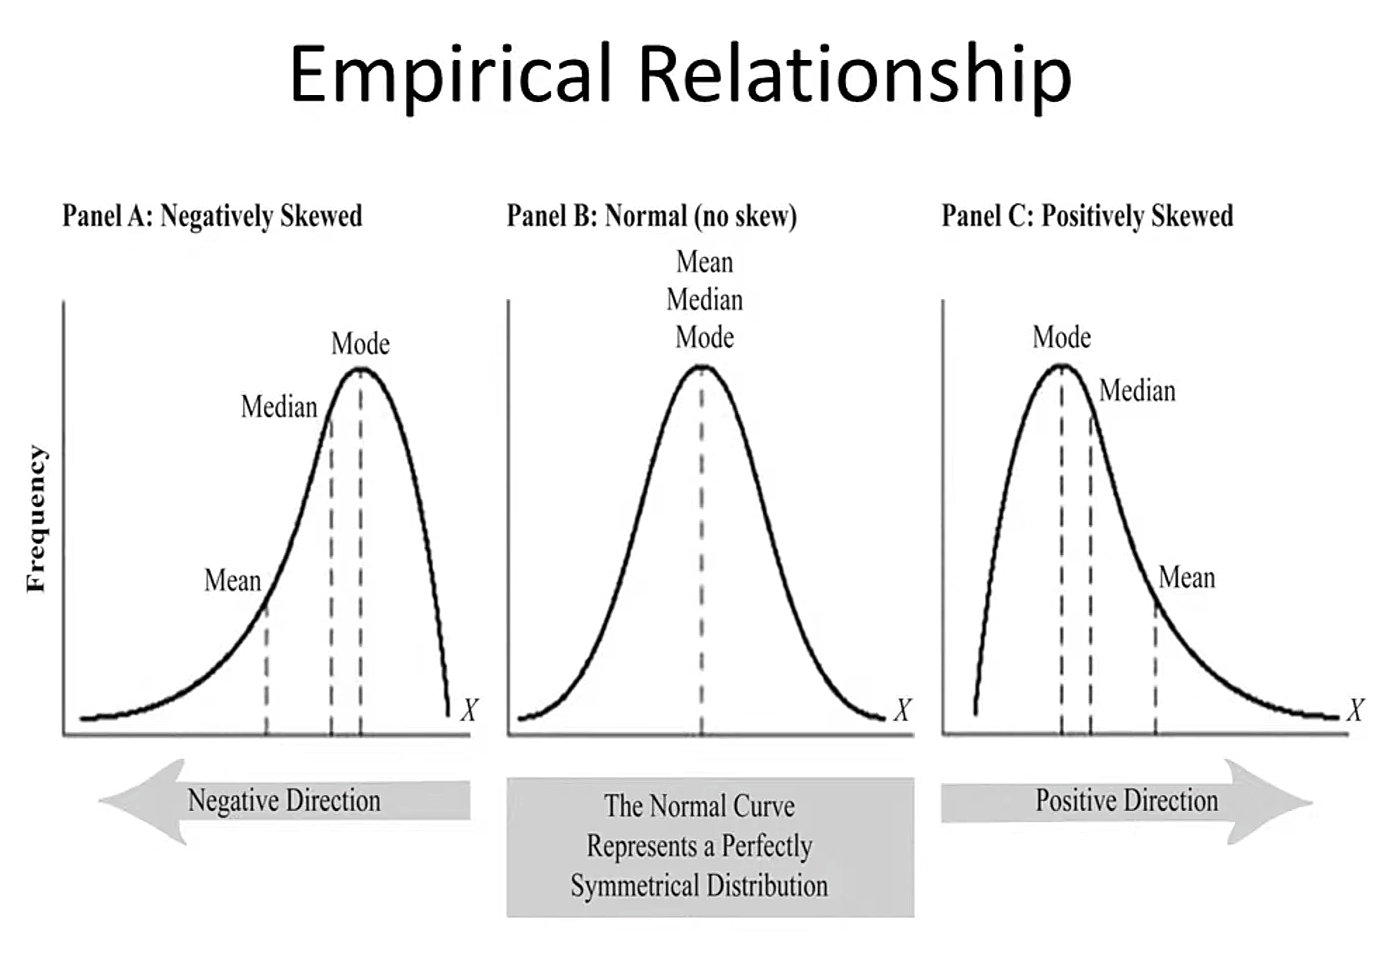 Empirical Relationship
Panel A: Negatively Skewed
Panel B: Normal (no skew)
Panel C: Positively Skewed
Mean
Median
Mode
Mode
Mode
Median
Median
Mean
Mean
Frequency
X
X
X
Negative Direction
The Normal Curve
Represents a Perfectly
Symmetrical Distribution
Positive Direction